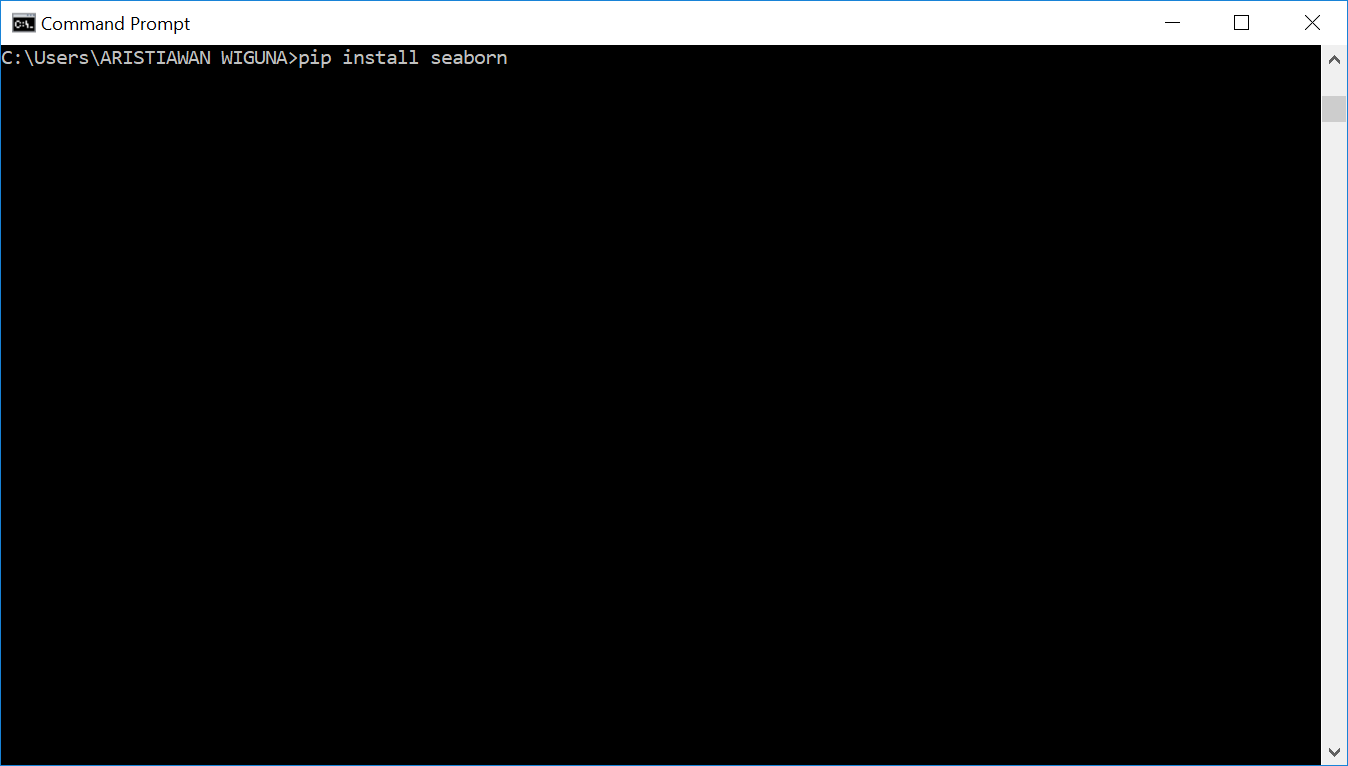 Command Prompt
C:\Users\ARISTIAWAN WIGUNA>pip install seaborn